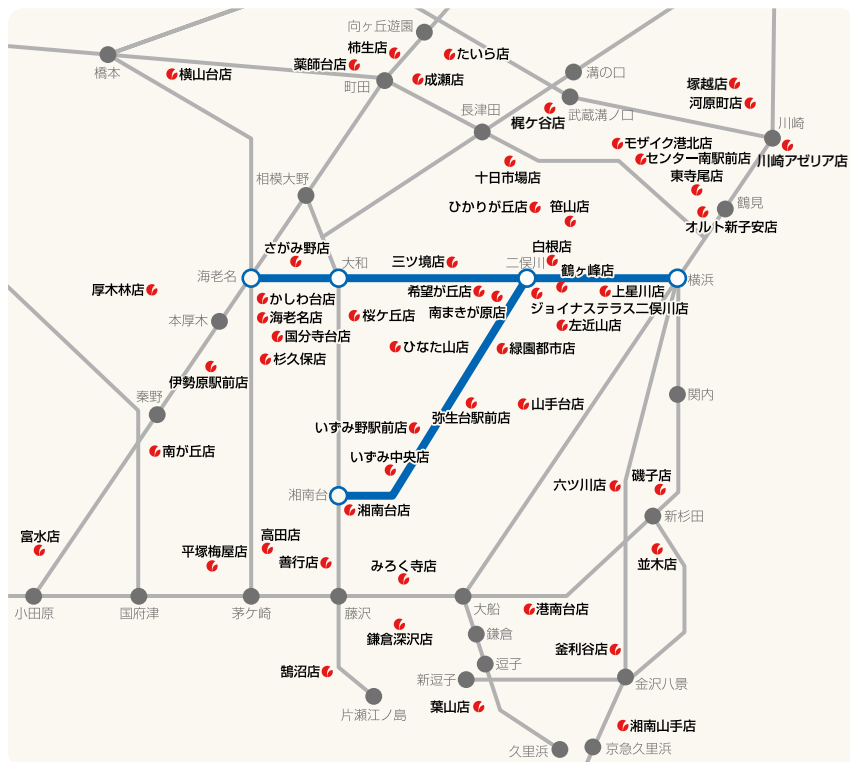 向ヶ丘遊園
柿生店
たいら店
橋本
横山台店
薬師台店
町田
成瀬店
溝の口
塚越店
河原町店
武蔵溝ノ口
長津田
梶ケ谷店
川崎
モザイク港北店
センター南駅前店
川崎アゼリア店
十日市場店
東寺尾店
相模大野
ひかりが丘店
笹山店
鶴見
オルト新子安店
さがみ野店
大和
三ツ境店
二俣川
白根店
鶴ヶ峰店
海老名
横浜
厚木林店
かしわ台店
希望が丘店
上星川店
南まきが原店
ジョイナステラス二俣川店
海老名店
桜ケ丘店
本厚木
左近山店
国分寺台店
ひなた山店
緑園都市店
杉久保店
伊勢原駅前店
秦野
関内
山手台店
弥生台駅前店
いずみ野駅前店
南が丘店
いずみ中央店
六ツ川店
磯子店
湘南台
湘南台店
新杉田
富水店
高田店
平塚梅屋店
善行店
みろく寺店
並木店
小田原
国府津
茅ケ崎
藤沢
大船
港南台店
鎌倉深沢店
鎌倉
釜利谷店
逗子
鵠沼店
新逗子
金沢八景
片瀬江ノ島
葉山店
湘南山手店
久里浜
京急久里浜